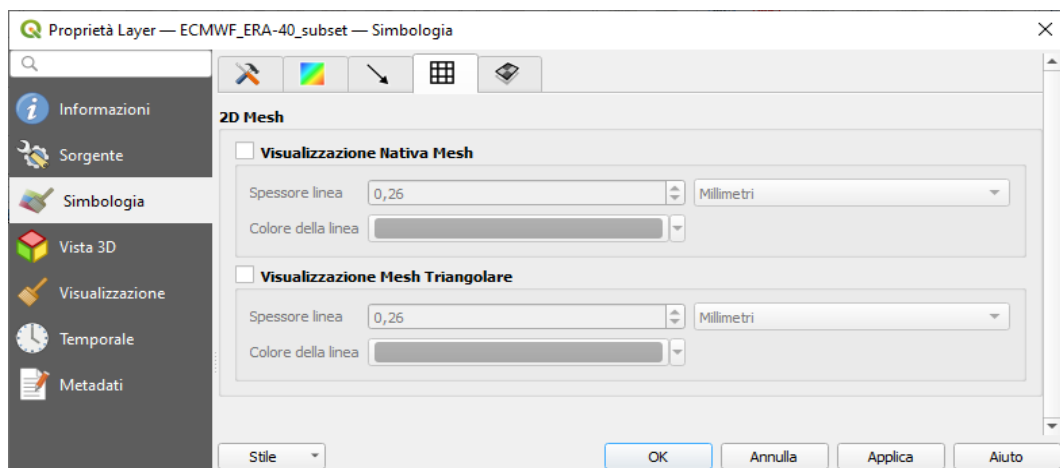 Proprietà Layer — ECMWF_ERA-40_subset — Simbologia
Informazioni
Sorgente
Simbologia
Vista 3D
Visualizzazione
Temporale
Metadati
2D Mesh
Visualizzazione Nativa Mesh
Spessore linea 0,26 Millimetri
Colore della linea
Visualizzazione Mesh Triangolare
Spessore linea 0,26 Millimetri
Colore della linea
Stile OK Annulla Applica Aiuto